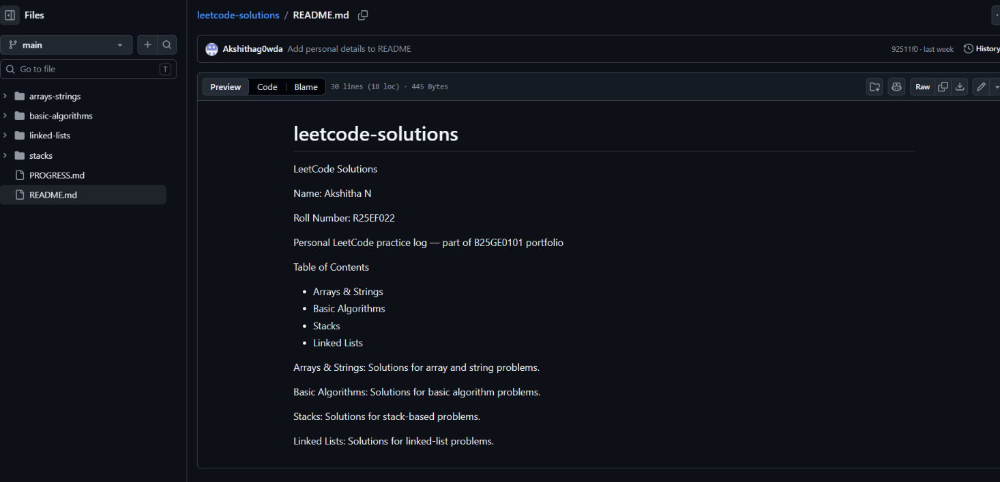 Files
leetcode-solutions / README.md
main
Akshithag0wda Add personal details to README
92511f0 · last week
History
Go to file
T
Preview Code Blame 30 lines (18 loc) · 445 Bytes
Raw
arrays-strings
basic-algorithms
linked-lists
stacks
PROGRESS.md
README.md
leetcode-solutions
LeetCode Solutions
Name: Akshitha N
Roll Number: R25EF022
Personal LeetCode practice log — part of B25GE0101 portfolio
Table of Contents
• Arrays & Strings
• Basic Algorithms
• Stacks
• Linked Lists
Arrays & Strings: Solutions for array and string problems.
Basic Algorithms: Solutions for basic algorithm problems.
Stacks: Solutions for stack-based problems.
Linked Lists: Solutions for linked-list problems.